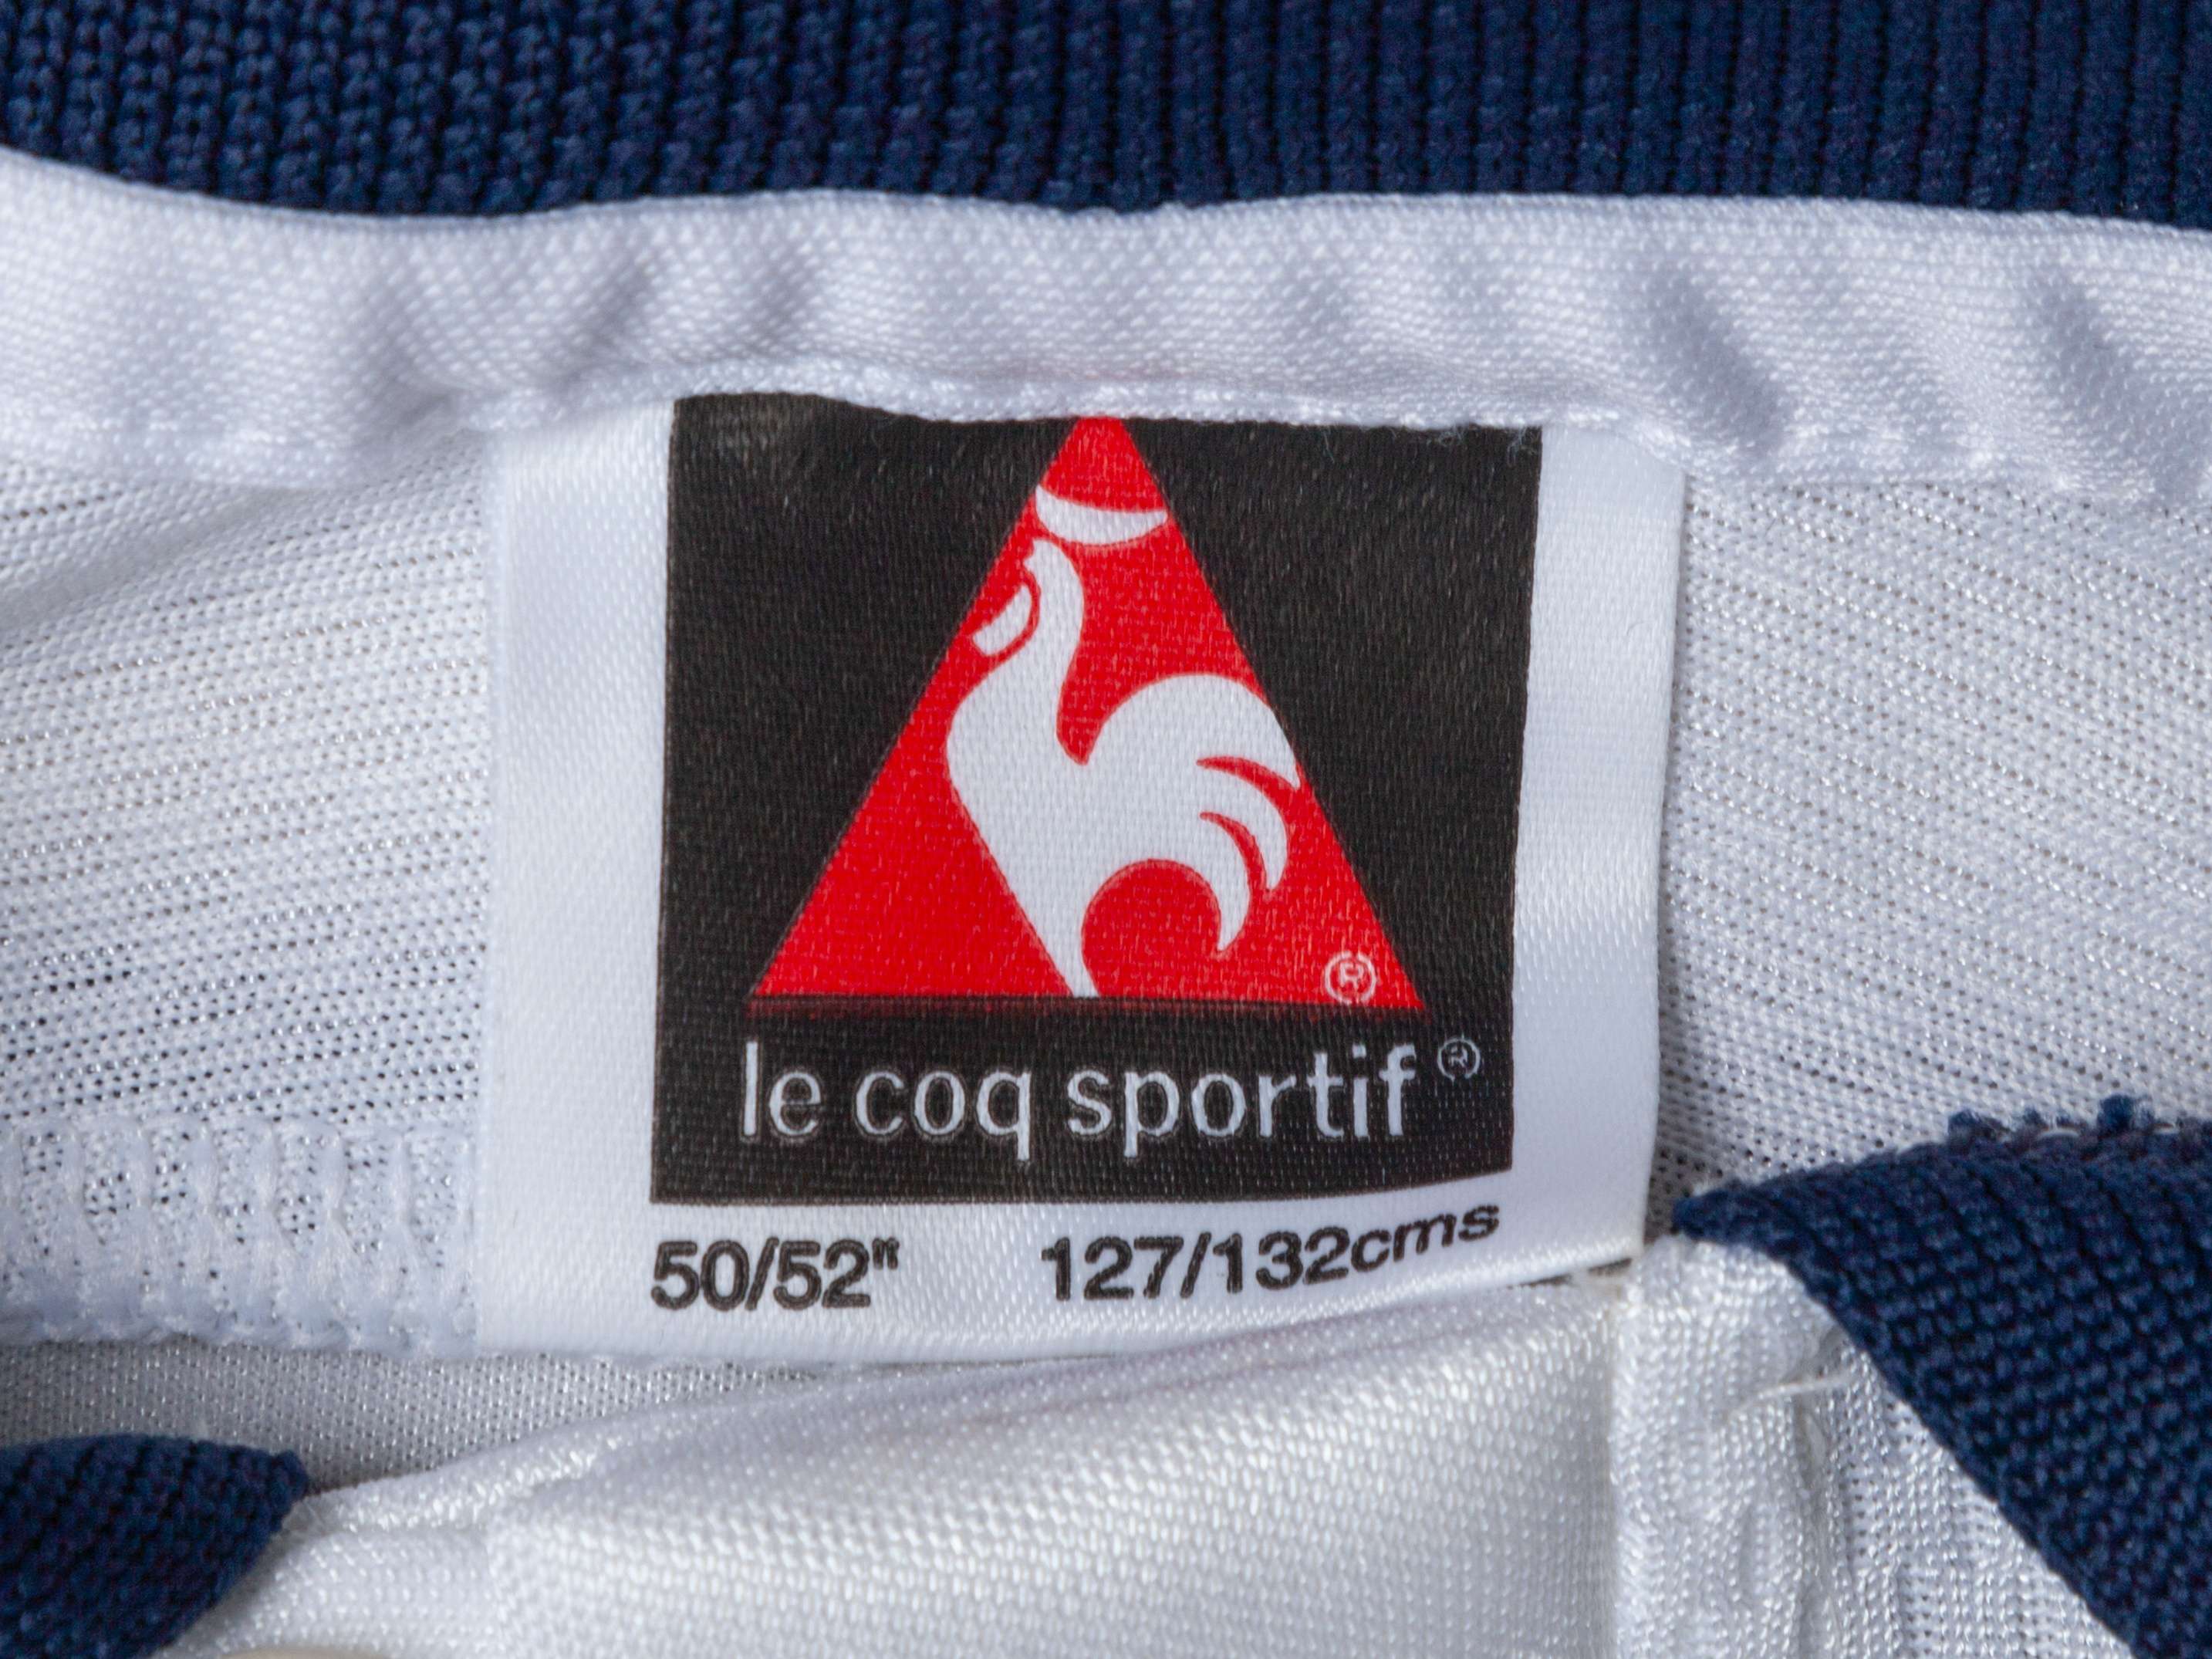 ®
le coq sportif ®
50/52" 127/132cms